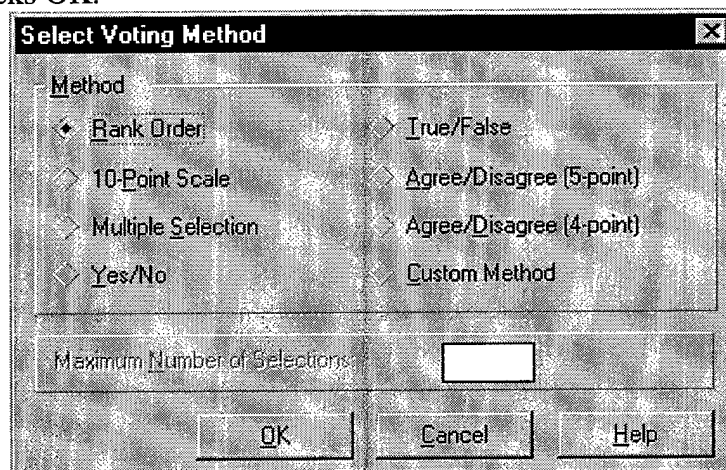 OK.
Select Voting Method
Method
Rank Order
True/False
10-Point Scale
Agree/Disagree (5-point)
Multiple Selection
Agree/Disagree (4-point)
Yes/No
Custom Method
Maximum Number of Selections
OK
Cancel
Help